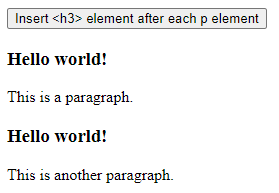 Insert <h3> element after each p element
Hello world!
This is a paragraph.
Hello world!
This is another paragraph.